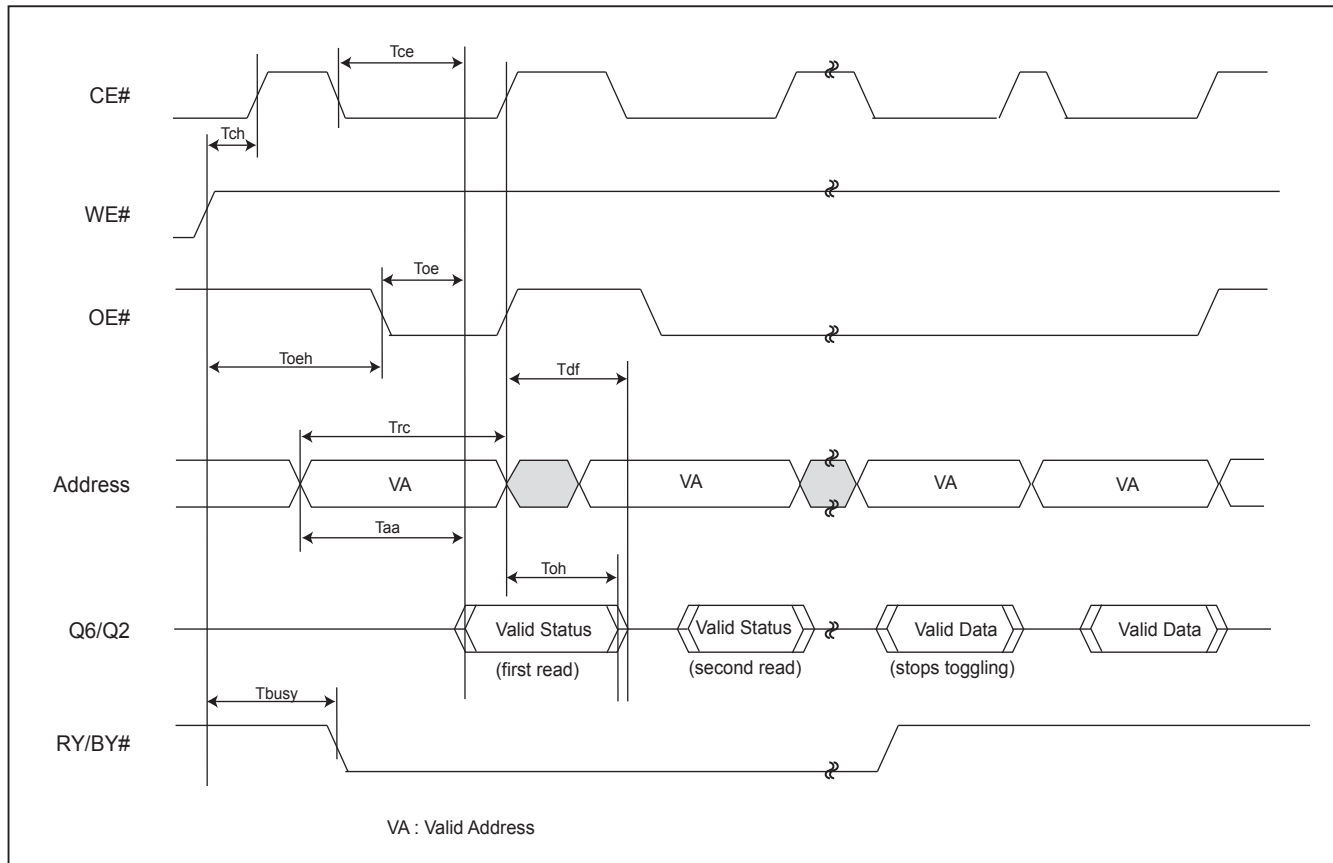 Tce
CE#
Tch
WE#
Toe
OE#
Toeh
Tdf
Trc
Address
VA
VA
VA
VA
Taa
Toh
Q6/Q2
Valid Status
Valid Status
Valid Data
Valid Data
(first read)
(second read)
(stops toggling)
Tbusy
RY/BY#
VA : Valid Address